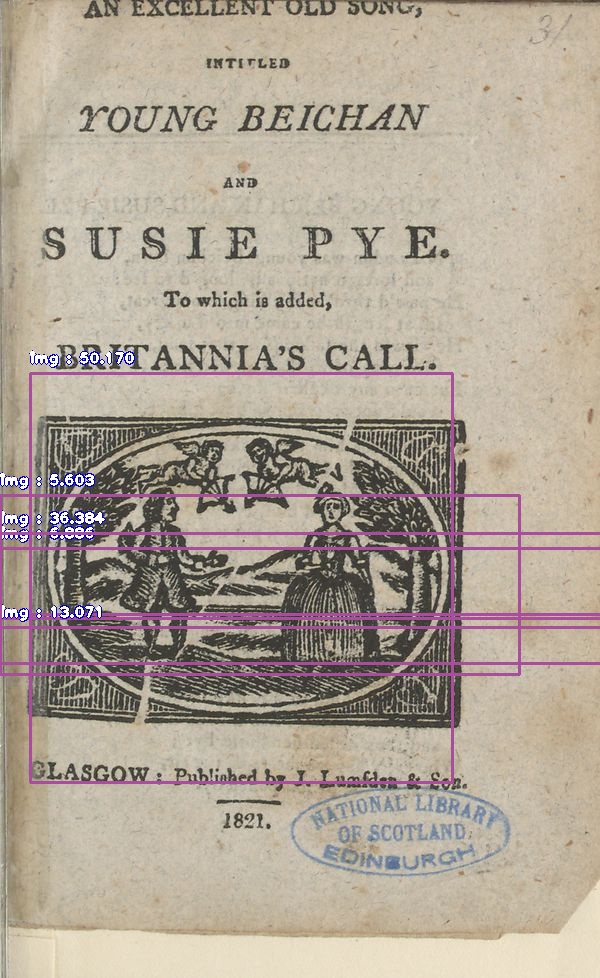 AN EXCELLENT OLD SONG,
31
INTITLED
YOUNG BEICHAN
AND
SUSIE PYE.
To which is added,
BRITANNIA'S CALL.
img : 50.170
img : 5.603
img : 36.384
img : 6.886
img : 13.071
GLASGOW: Published by J. Lumsden & Son.
1821.
NATIONAL LIBRARY
OF SCOTLAND
EDINBURGH